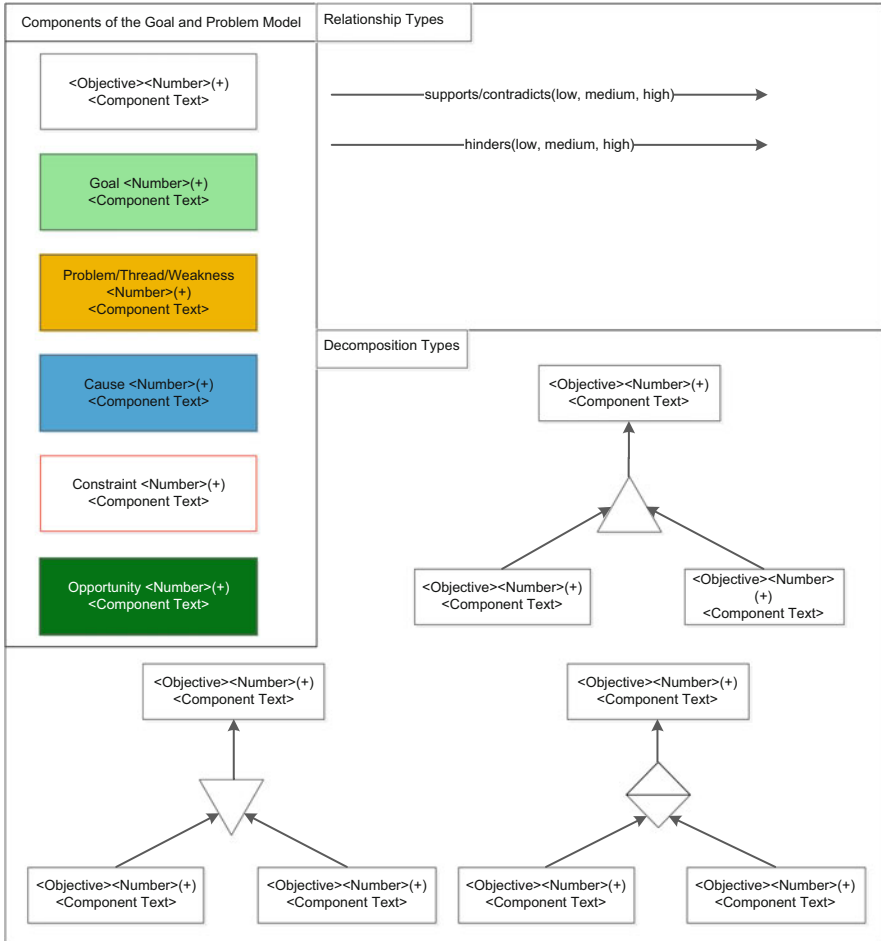 Components of the Goal and Problem Model
<Objective><Number>(+)
<Component Text>
Goal <Number>(+)
<Component Text>
Problem/Thread/Weakness
<Number>(+)
<Component Text>
Cause <Number>(+)
<Component Text>
Constraint <Number>(+)
<Component Text>
Opportunity <Number>(+)
<Component Text>
Relationship Types
supports/contradicts(low, medium, high)
hinders(low, medium, high)
Decomposition Types
<Objective><Number>(+)
<Component Text>
<Objective><Number>(+)
<Component Text>
<Objective><Number>
(+)
<Component Text>
<Objective><Number>(+)
<Component Text>
<Objective><Number>(+)
<Component Text>
<Objective><Number>(+)
<Component Text>
<Objective><Number>(+)
<Component Text>
<Objective><Number>(+)
<Component Text>
<Objective><Number>(+)
<Component Text>